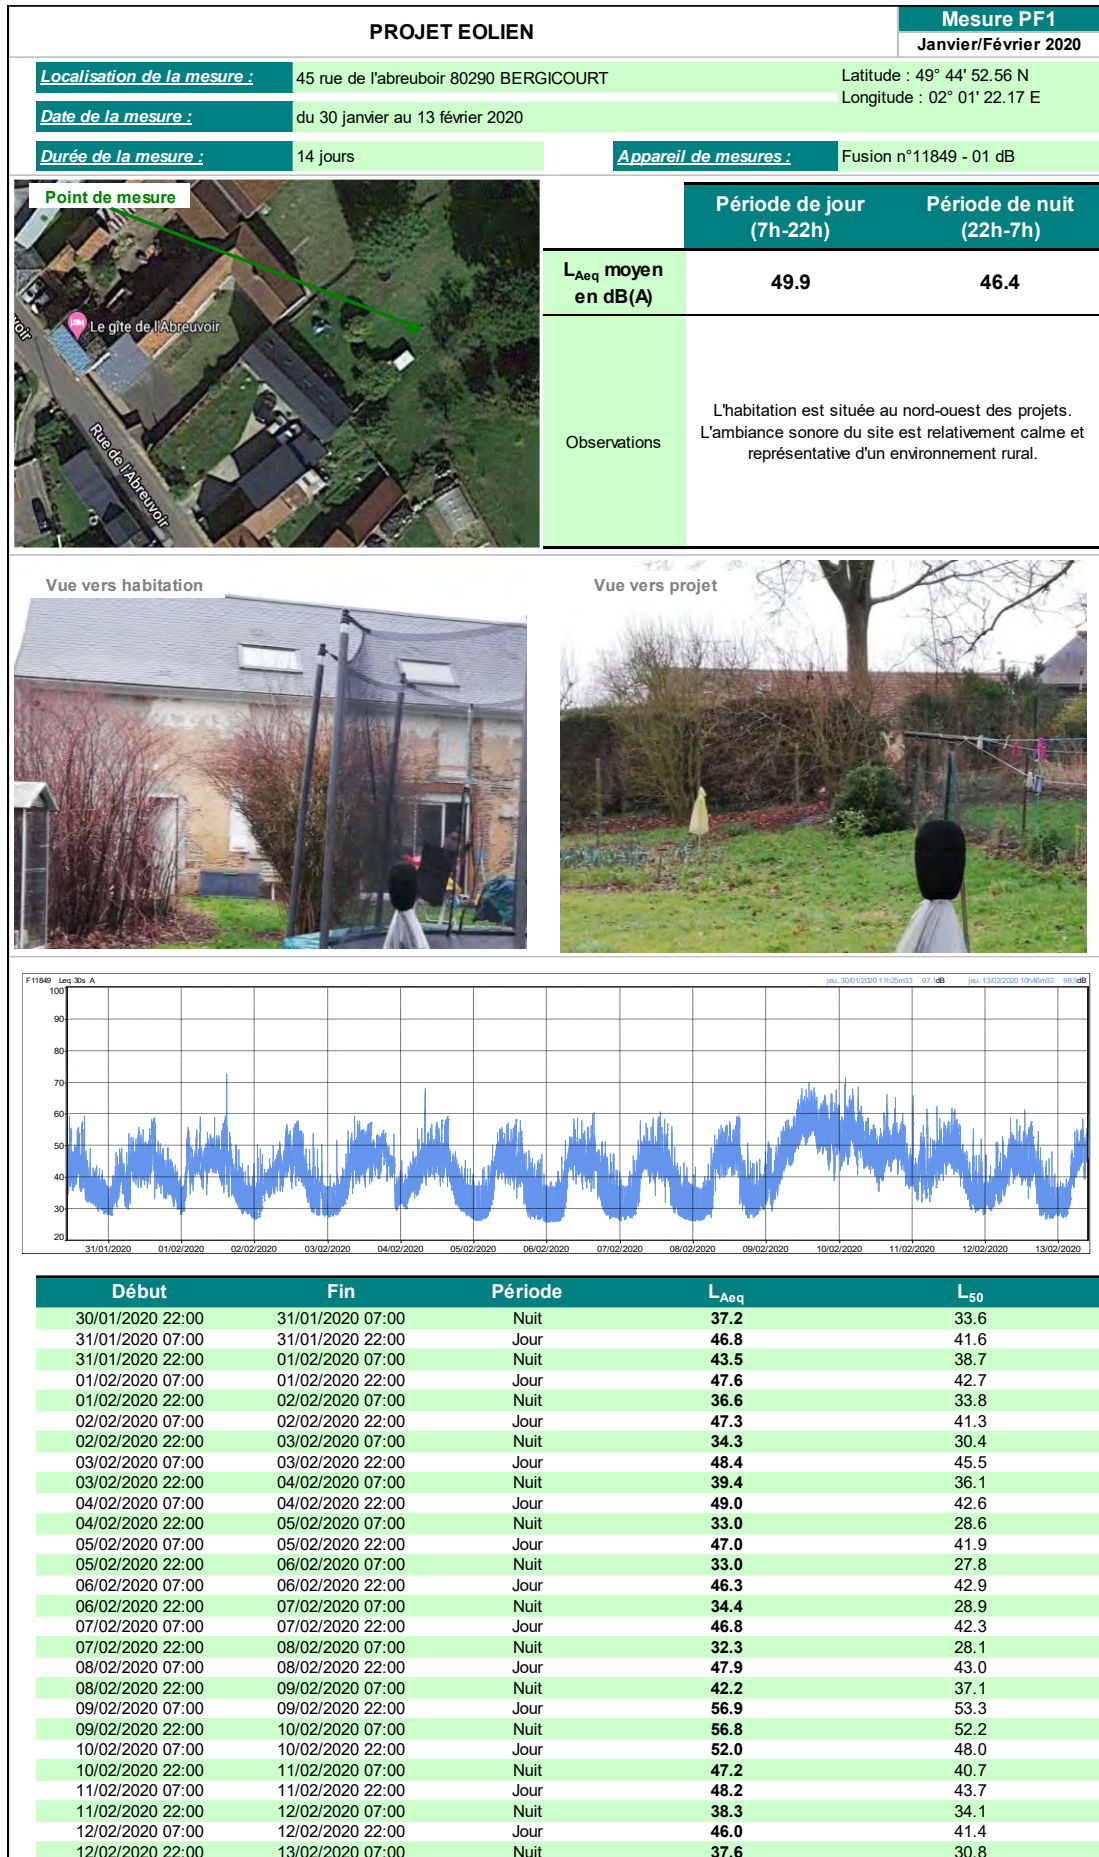 PROJET EOLIEN
Mesure PF1
Janvier/Février 2020
Localisation de la mesure :
45 rue de l'abreuboir 80290 BERGICOURT
Latitude : 49° 44' 52.56 N
Longitude : 02° 01' 22.17 E
Date de la mesure :
du 30 janvier au 13 février 2020
Durée de la mesure :
14 jours
Appareil de mesures :
Fusion n°11849 - 01 dB
Point de mesure
Le gîte de l'Abreuvoir
Rue de l'Abreuvoir
voir
Période de jour
(7h-22h)
Période de nuit
(22h-7h)
LAeq moyen
en dB(A)
49.9
46.4
Observations
L'habitation est située au nord-ouest des projets.
L'ambiance sonore du site est relativement calme et
représentative d'un environnement rural.
Vue vers habitation
Vue vers projet
F11849 Leq 30s A
jeu. 30/01/2020 11h25m33 97.1dB jeu. 13/02/2020 10h46m33 98.9dB
100
90
80
70
60
50
40
30
20
31/01/2020 01/02/2020 02/02/2020 03/02/2020 04/02/2020 05/02/2020 06/02/2020 07/02/2020 08/02/2020 09/02/2020 10/02/2020 11/02/2020 12/02/2020 13/02/2020
Début Fin Période LAeq L50
30/01/2020 22:00 31/01/2020 07:00 Nuit 37.2 33.6
31/01/2020 07:00 31/01/2020 22:00 Jour 46.8 41.6
31/01/2020 22:00 01/02/2020 07:00 Nuit 43.5 38.7
01/02/2020 07:00 01/02/2020 22:00 Jour 47.6 42.7
01/02/2020 22:00 02/02/2020 07:00 Nuit 36.6 33.8
02/02/2020 07:00 02/02/2020 22:00 Jour 47.3 41.3
02/02/2020 22:00 03/02/2020 07:00 Nuit 34.3 30.4
03/02/2020 07:00 03/02/2020 22:00 Jour 48.4 45.5
03/02/2020 22:00 04/02/2020 07:00 Nuit 39.4 36.1
04/02/2020 07:00 04/02/2020 22:00 Jour 49.0 42.6
04/02/2020 22:00 05/02/2020 07:00 Nuit 33.0 28.6
05/02/2020 07:00 05/02/2020 22:00 Jour 47.0 41.9
05/02/2020 22:00 06/02/2020 07:00 Nuit 33.0 27.8
06/02/2020 07:00 06/02/2020 22:00 Jour 46.3 42.9
06/02/2020 22:00 07/02/2020 07:00 Nuit 34.4 28.9
07/02/2020 07:00 07/02/2020 22:00 Jour 46.8 42.3
07/02/2020 22:00 08/02/2020 07:00 Nuit 32.3 28.1
08/02/2020 07:00 08/02/2020 22:00 Jour 47.9 43.0
08/02/2020 22:00 09/02/2020 07:00 Nuit 42.2 37.1
09/02/2020 07:00 09/02/2020 22:00 Jour 56.9 53.3
09/02/2020 22:00 10/02/2020 07:00 Nuit 56.8 52.2
10/02/2020 07:00 10/02/2020 22:00 Jour 52.0 48.0
10/02/2020 22:00 11/02/2020 07:00 Nuit 47.2 40.7
11/02/2020 07:00 11/02/2020 22:00 Jour 48.2 43.7
11/02/2020 22:00 12/02/2020 07:00 Nuit 38.3 34.1
12/02/2020 07:00 12/02/2020 22:00 Jour 46.0 41.4
12/02/2020 22:00 13/02/2020 07:00 Nuit 37.6 30.8